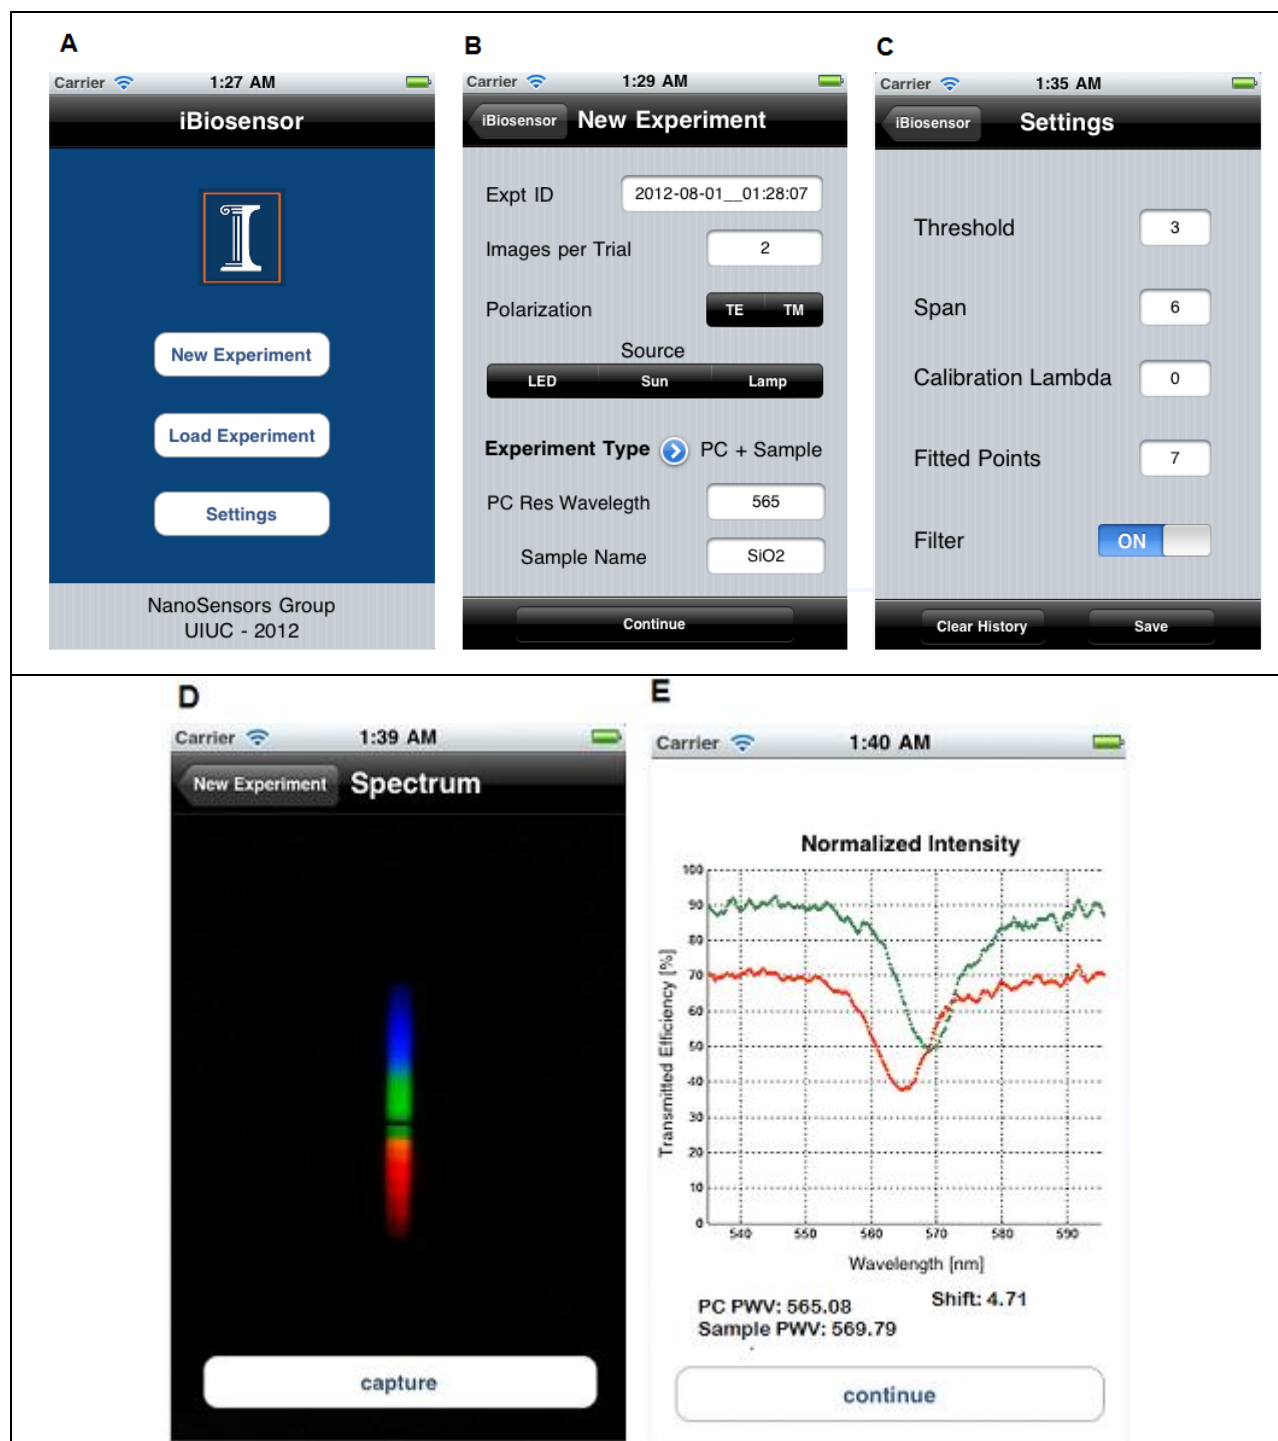 A
Carrier 1:27 AM
iBiosensor
I
New Experiment
Load Experiment
Settings
NanoSensors Group
UIUC - 2012
B
Carrier 1:29 AM
iBiosensor New Experiment
Expt ID 2012-08-01__01:28:07
Images per Trial 2
Polarization TE TM
Source
LED Sun Lamp
Experiment Type PC + Sample
PC Res Wavelegth 565
Sample Name SiO2
Continue
C
Carrier 1:35 AM
iBiosensor Settings
Threshold 3
Span 6
Calibration Lambda 0
Fitted Points 7
Filter ON
Clear History Save
D
Carrier 1:39 AM
New Experiment Spectrum
capture
E
Carrier 1:40 AM
Normalized Intensity
Transmitted Efficiency [%]
100
90
80
70
60
50
40
30
20
10
0
540 550 560 570 580 590
Wavelength [nm]
PC PWV: 565.08 Shift: 4.71
Sample PWV: 569.79
continue